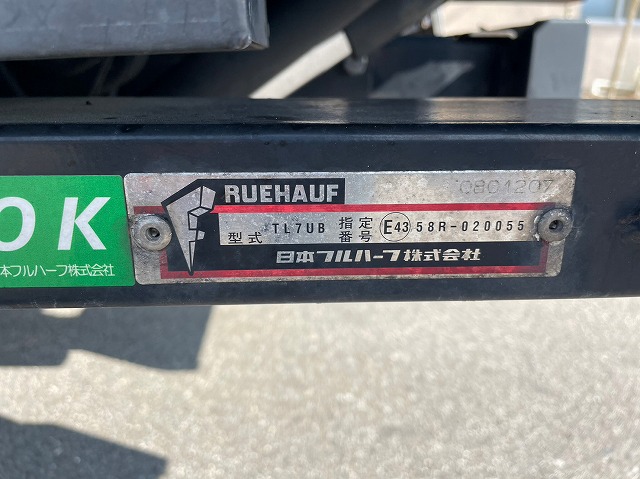 OK
本フルハーフ株式会社
RUEHAUF
0801207
型式 TL7UB 指定番号 E43 58R-020055
日本フルハーフ株式会社